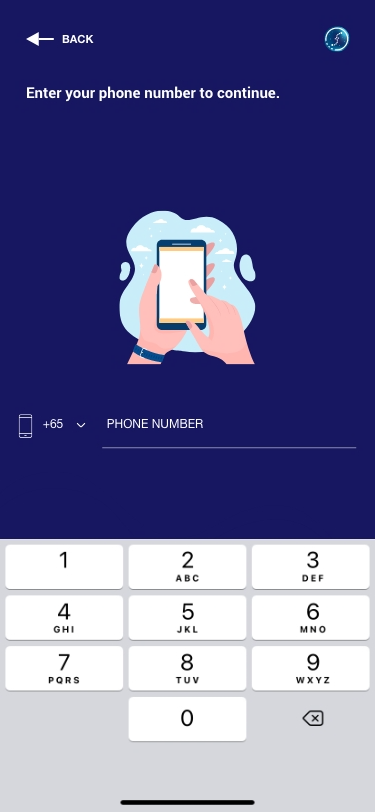 BACK
Enter your phone number to continue.
+65 PHONE NUMBER
1 2 3
ABC DEF
4 5 6
GHI JKL MNO
7 8 9
PQRS TUV WXYZ
0